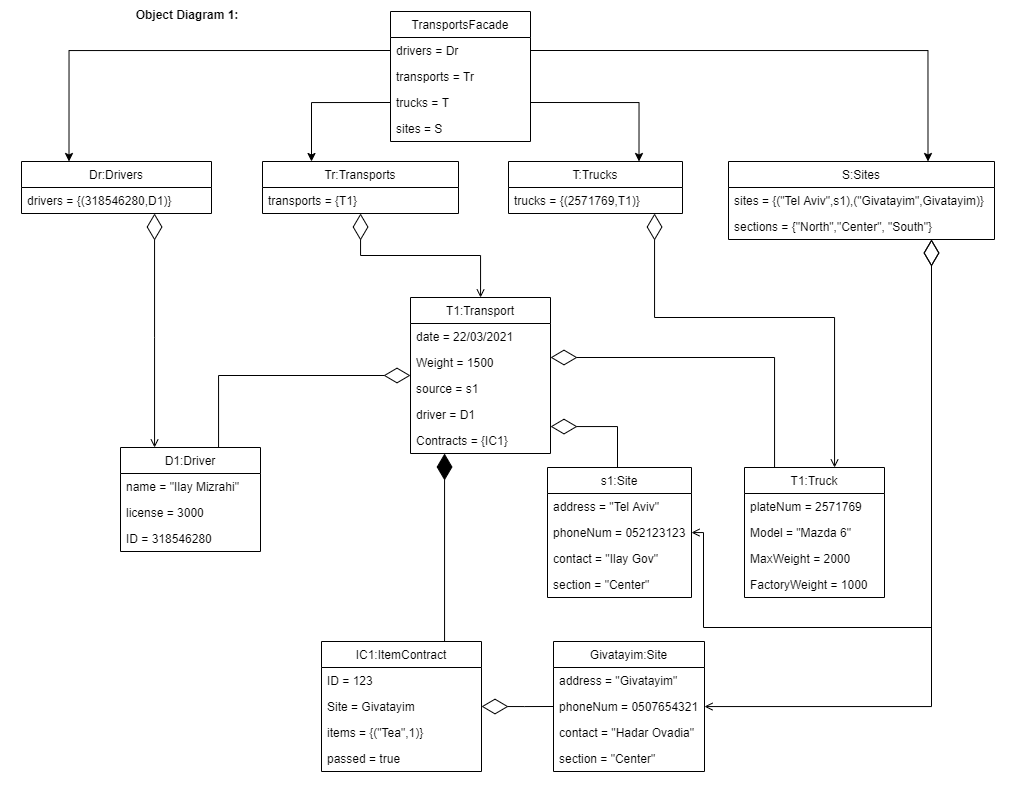 Object Diagram 1:
TransportsFacade
drivers = Dr
transports = Tr
trucks = T
sites = S
Dr:Drivers
drivers = {(318546280,D1)}
Tr:Transports
transports = {T1}
T:Trucks
trucks = {(2571769,T1)}
S:Sites
sites = {("Tel Aviv",s1),("Givatayim",Givatayim)}
sections = {"North","Center", "South"}
T1:Transport
date = 22/03/2021
Weight = 1500
source = s1
driver = D1
Contracts = {IC1}
D1:Driver
name = "Ilay Mizrahi"
license = 3000
ID = 318546280
s1:Site
address = "Tel Aviv"
phoneNum = 052123123
contact = "Ilay Gov"
section = "Center"
T1:Truck
plateNum = 2571769
Model = "Mazda 6"
MaxWeight = 2000
FactoryWeight = 1000
IC1:ItemContract
ID = 123
Site = Givatayim
items = {("Tea",1)}
passed = true
Givatayim:Site
address = "Givatayim"
phoneNum = 0507654321
contact = "Hadar Ovadia"
section = "Center"